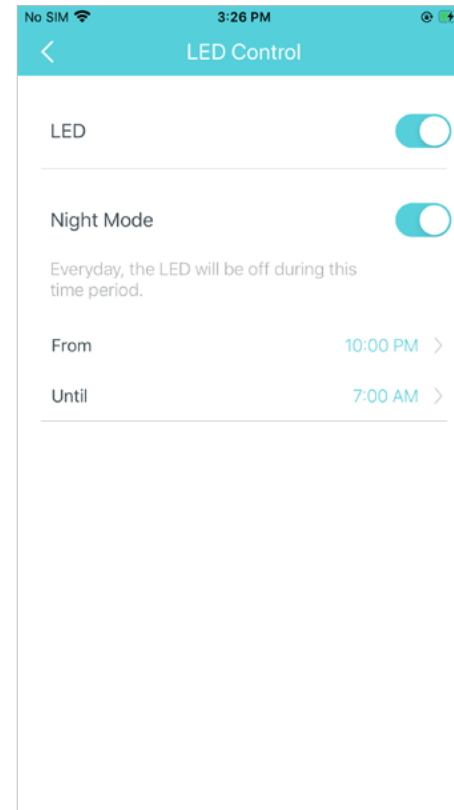 No SIM 3:26 PM
LED Control
LED
Night Mode
Everyday, the LED will be off during this
time period.
From 10:00 PM
Until 7:00 AM